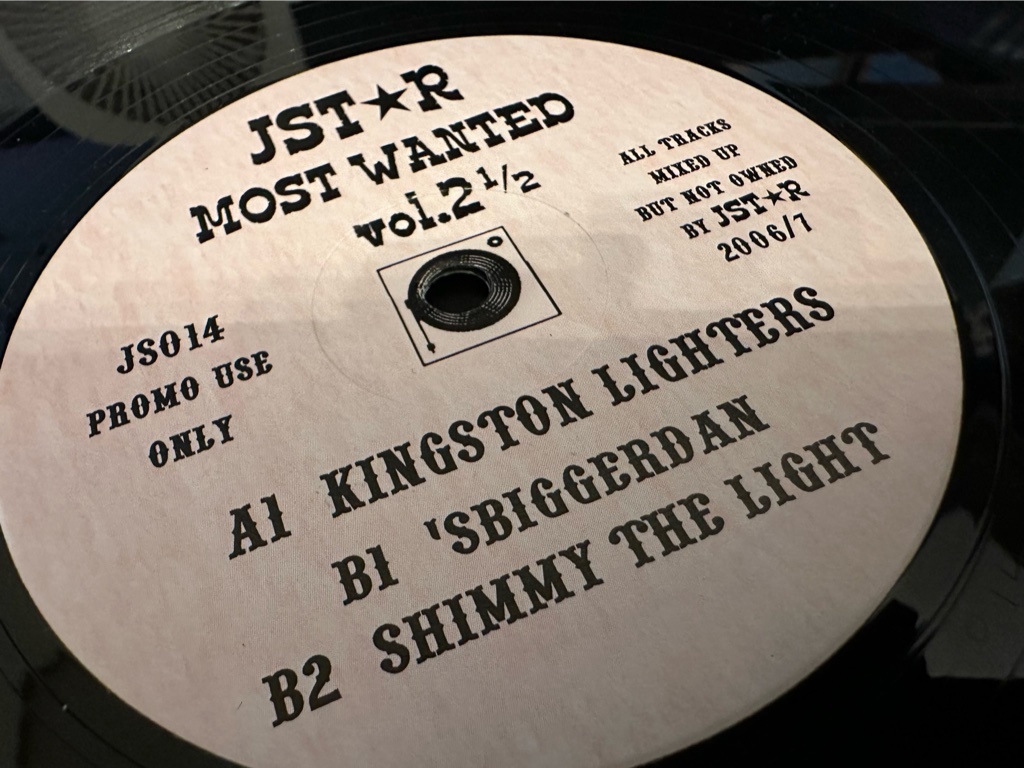 JST★R
MOST WANTED
vol.2 1/2
ALL TRACKS
MIXED UP
BUT NOT OWNED
BY JST★R
2006/7
JS014
PROMO USE
ONLY
A1 KINGSTON LIGHTERS
B1 'SBIGGERDAN
B2 SHIMMY THE LIGHT